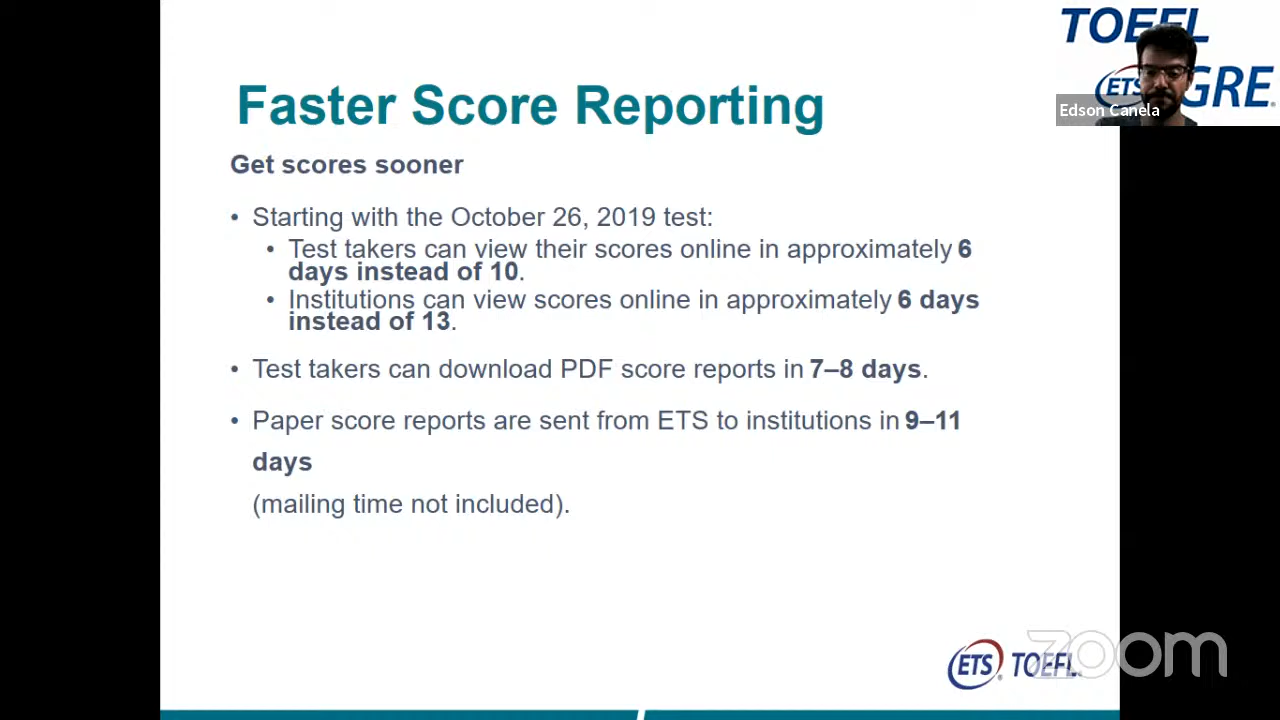 TOEFL
ETS GRE
Edson Canela
Faster Score Reporting
Get scores sooner
• Starting with the October 26, 2019 test:
• Test takers can view their scores online in approximately 6
days instead of 10.
• Institutions can view scores online in approximately 6 days
instead of 13.
• Test takers can download PDF score reports in 7–8 days.
• Paper score reports are sent from ETS to institutions in 9–11
days
(mailing time not included).
ETS® TOEFL
zoom